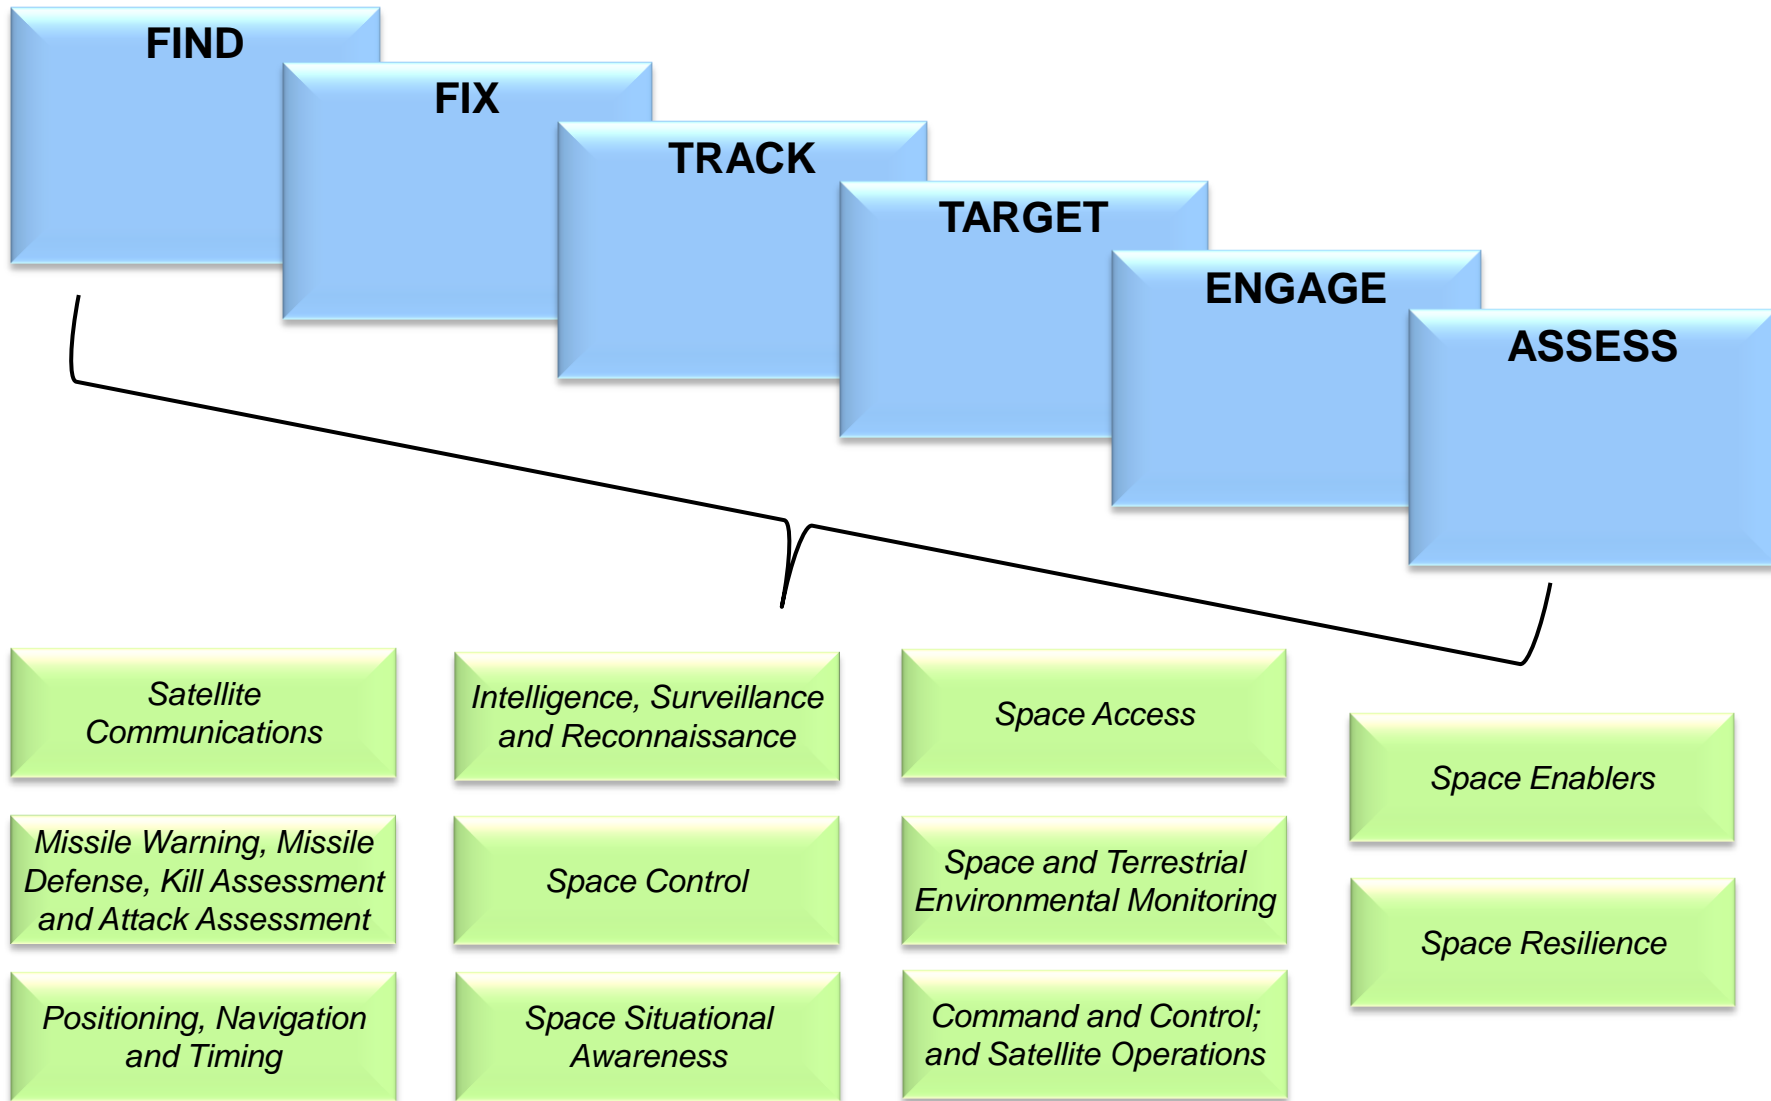 FIND
FIX
TRACK
TARGET
ENGAGE
ASSESS
Satellite
Communications
Intelligence, Surveillance
and Reconnaissance
Space Access
Space Enablers
Missile Warning, Missile
Defense, Kill Assessment
and Attack Assessment
Space Control
Space and Terrestrial
Environmental Monitoring
Space Resilience
Positioning, Navigation
and Timing
Space Situational
Awareness
Command and Control;
and Satellite Operations